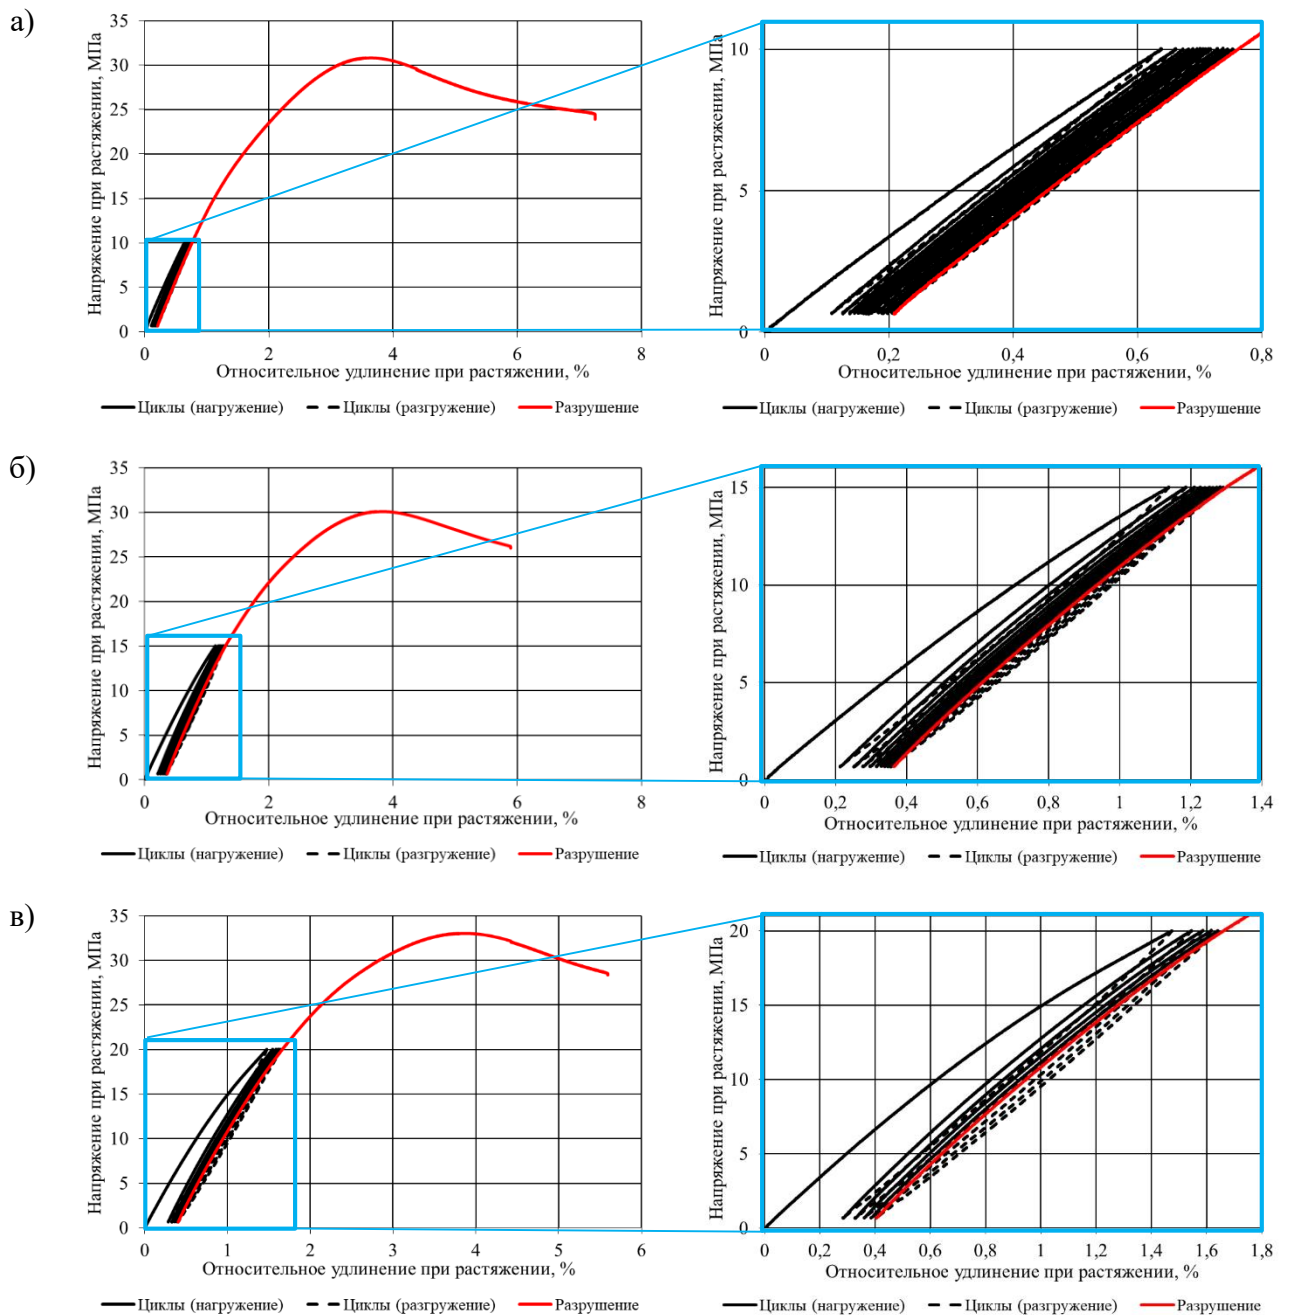 а)
Напряжение при растяжении, МПа
35
30
25
20
15
10
5
0
0 2 4 6 8
Относительное удлинение при растяжении, %
Циклы (нагружение) Циклы (разгружение) Разрушение
Напряжение при растяжении, МПа
10
5
0
0 0,2 0,4 0,6 0,8
Относительное удлинение при растяжении, %
Циклы (нагружение) Циклы (разгружение) Разрушение
б)
Напряжение при растяжении, МПа
35
30
25
20
15
10
5
0
0 2 4 6 8
Относительное удлинение при растяжении, %
Циклы (нагружение) Циклы (разгружение) Разрушение
Напряжение при растяжении, МПа
15
10
5
0
0 0,2 0,4 0,6 0,8 1 1,2 1,4
Относительное удлинение при растяжении, %
Циклы (нагружение) Циклы (разгружение) Разрушение
в)
Напряжение при растяжении, МПа
35
30
25
20
15
10
5
0
0 1 2 3 4 5 6
Относительное удлинение при растяжении, %
Циклы (нагружение) Циклы (разгружение) Разрушение
Напряжение при растяжении, МПа
20
15
10
5
0
0 0,2 0,4 0,6 0,8 1 1,2 1,4 1,6 1,8
Относительное удлинение при растяжении, %
Циклы (нагружение) Циклы (разгружение) Разрушение